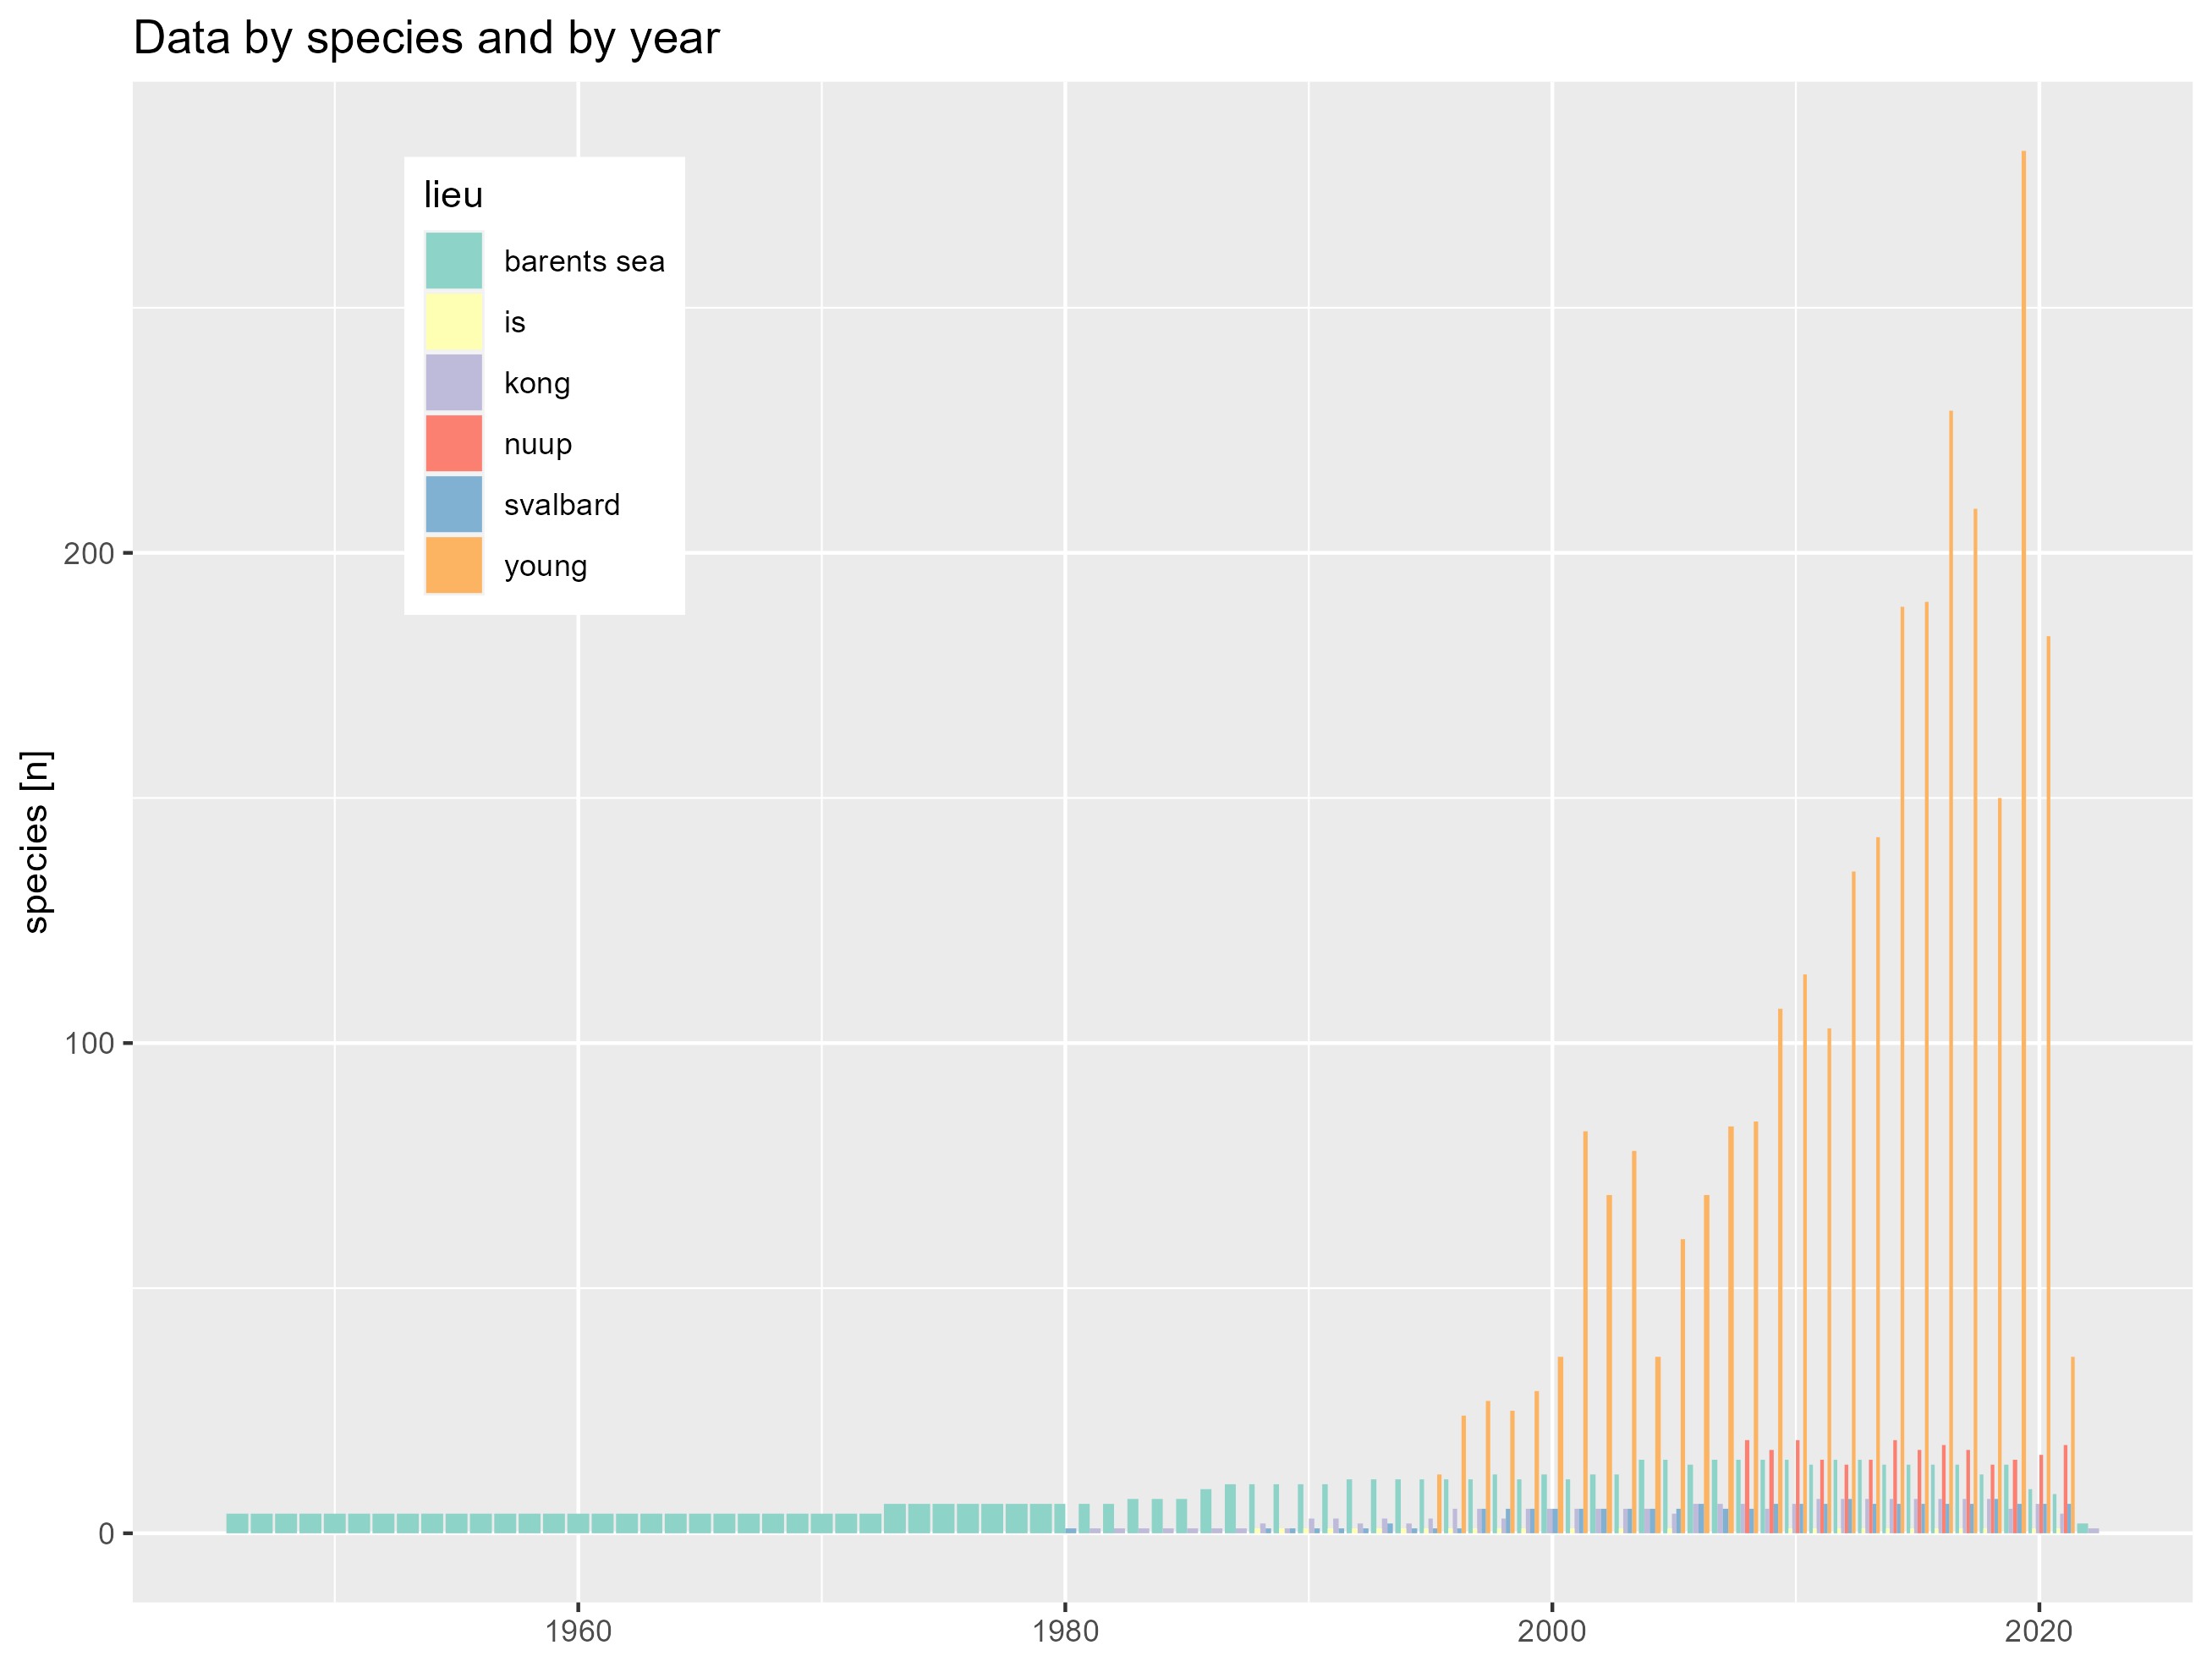 Data by species and by year
lieu
barents sea
is
kong
nuup
svalbard
young
species [n]
200
100
0
1960
1980
2000
2020